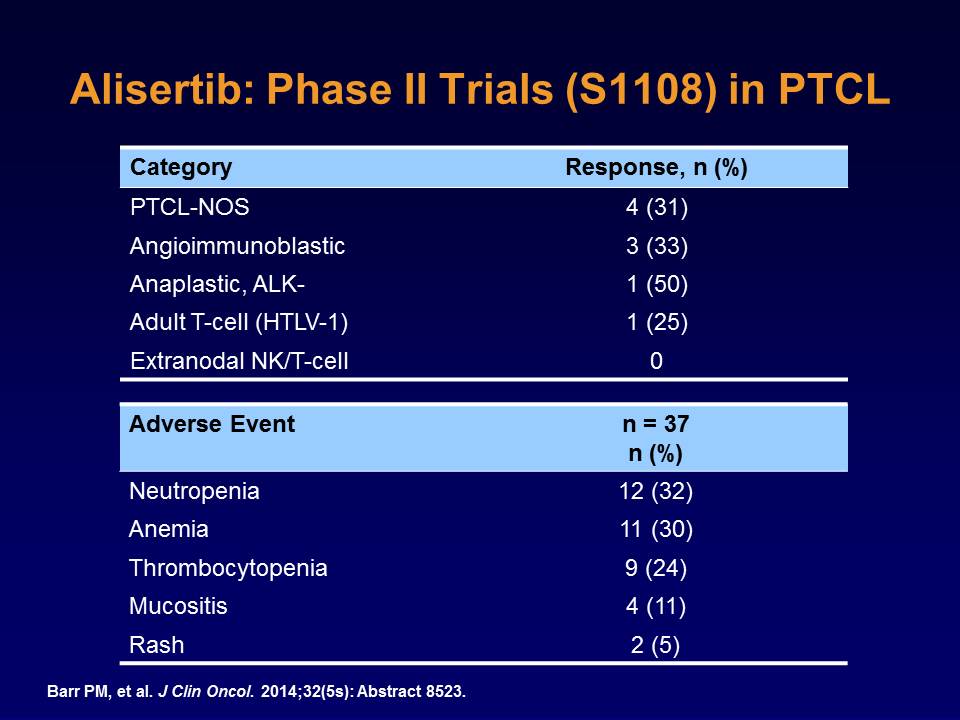 Alisertib: Phase II Trials (S1108) in PTCL
Category Response, n (%)
PTCL-NOS 4 (31)
Angioimmunoblastic 3 (33)
Anaplastic, ALK- 1 (50)
Adult T-cell (HTLV-1) 1 (25)
Extranodal NK/T-cell 0
Adverse Event n = 37
n (%)
Neutropenia 12 (32)
Anemia 11 (30)
Thrombocytopenia 9 (24)
Mucositis 4 (11)
Rash 2 (5)
Barr PM, et al. J Clin Oncol. 2014;32(5s): Abstract 8523.